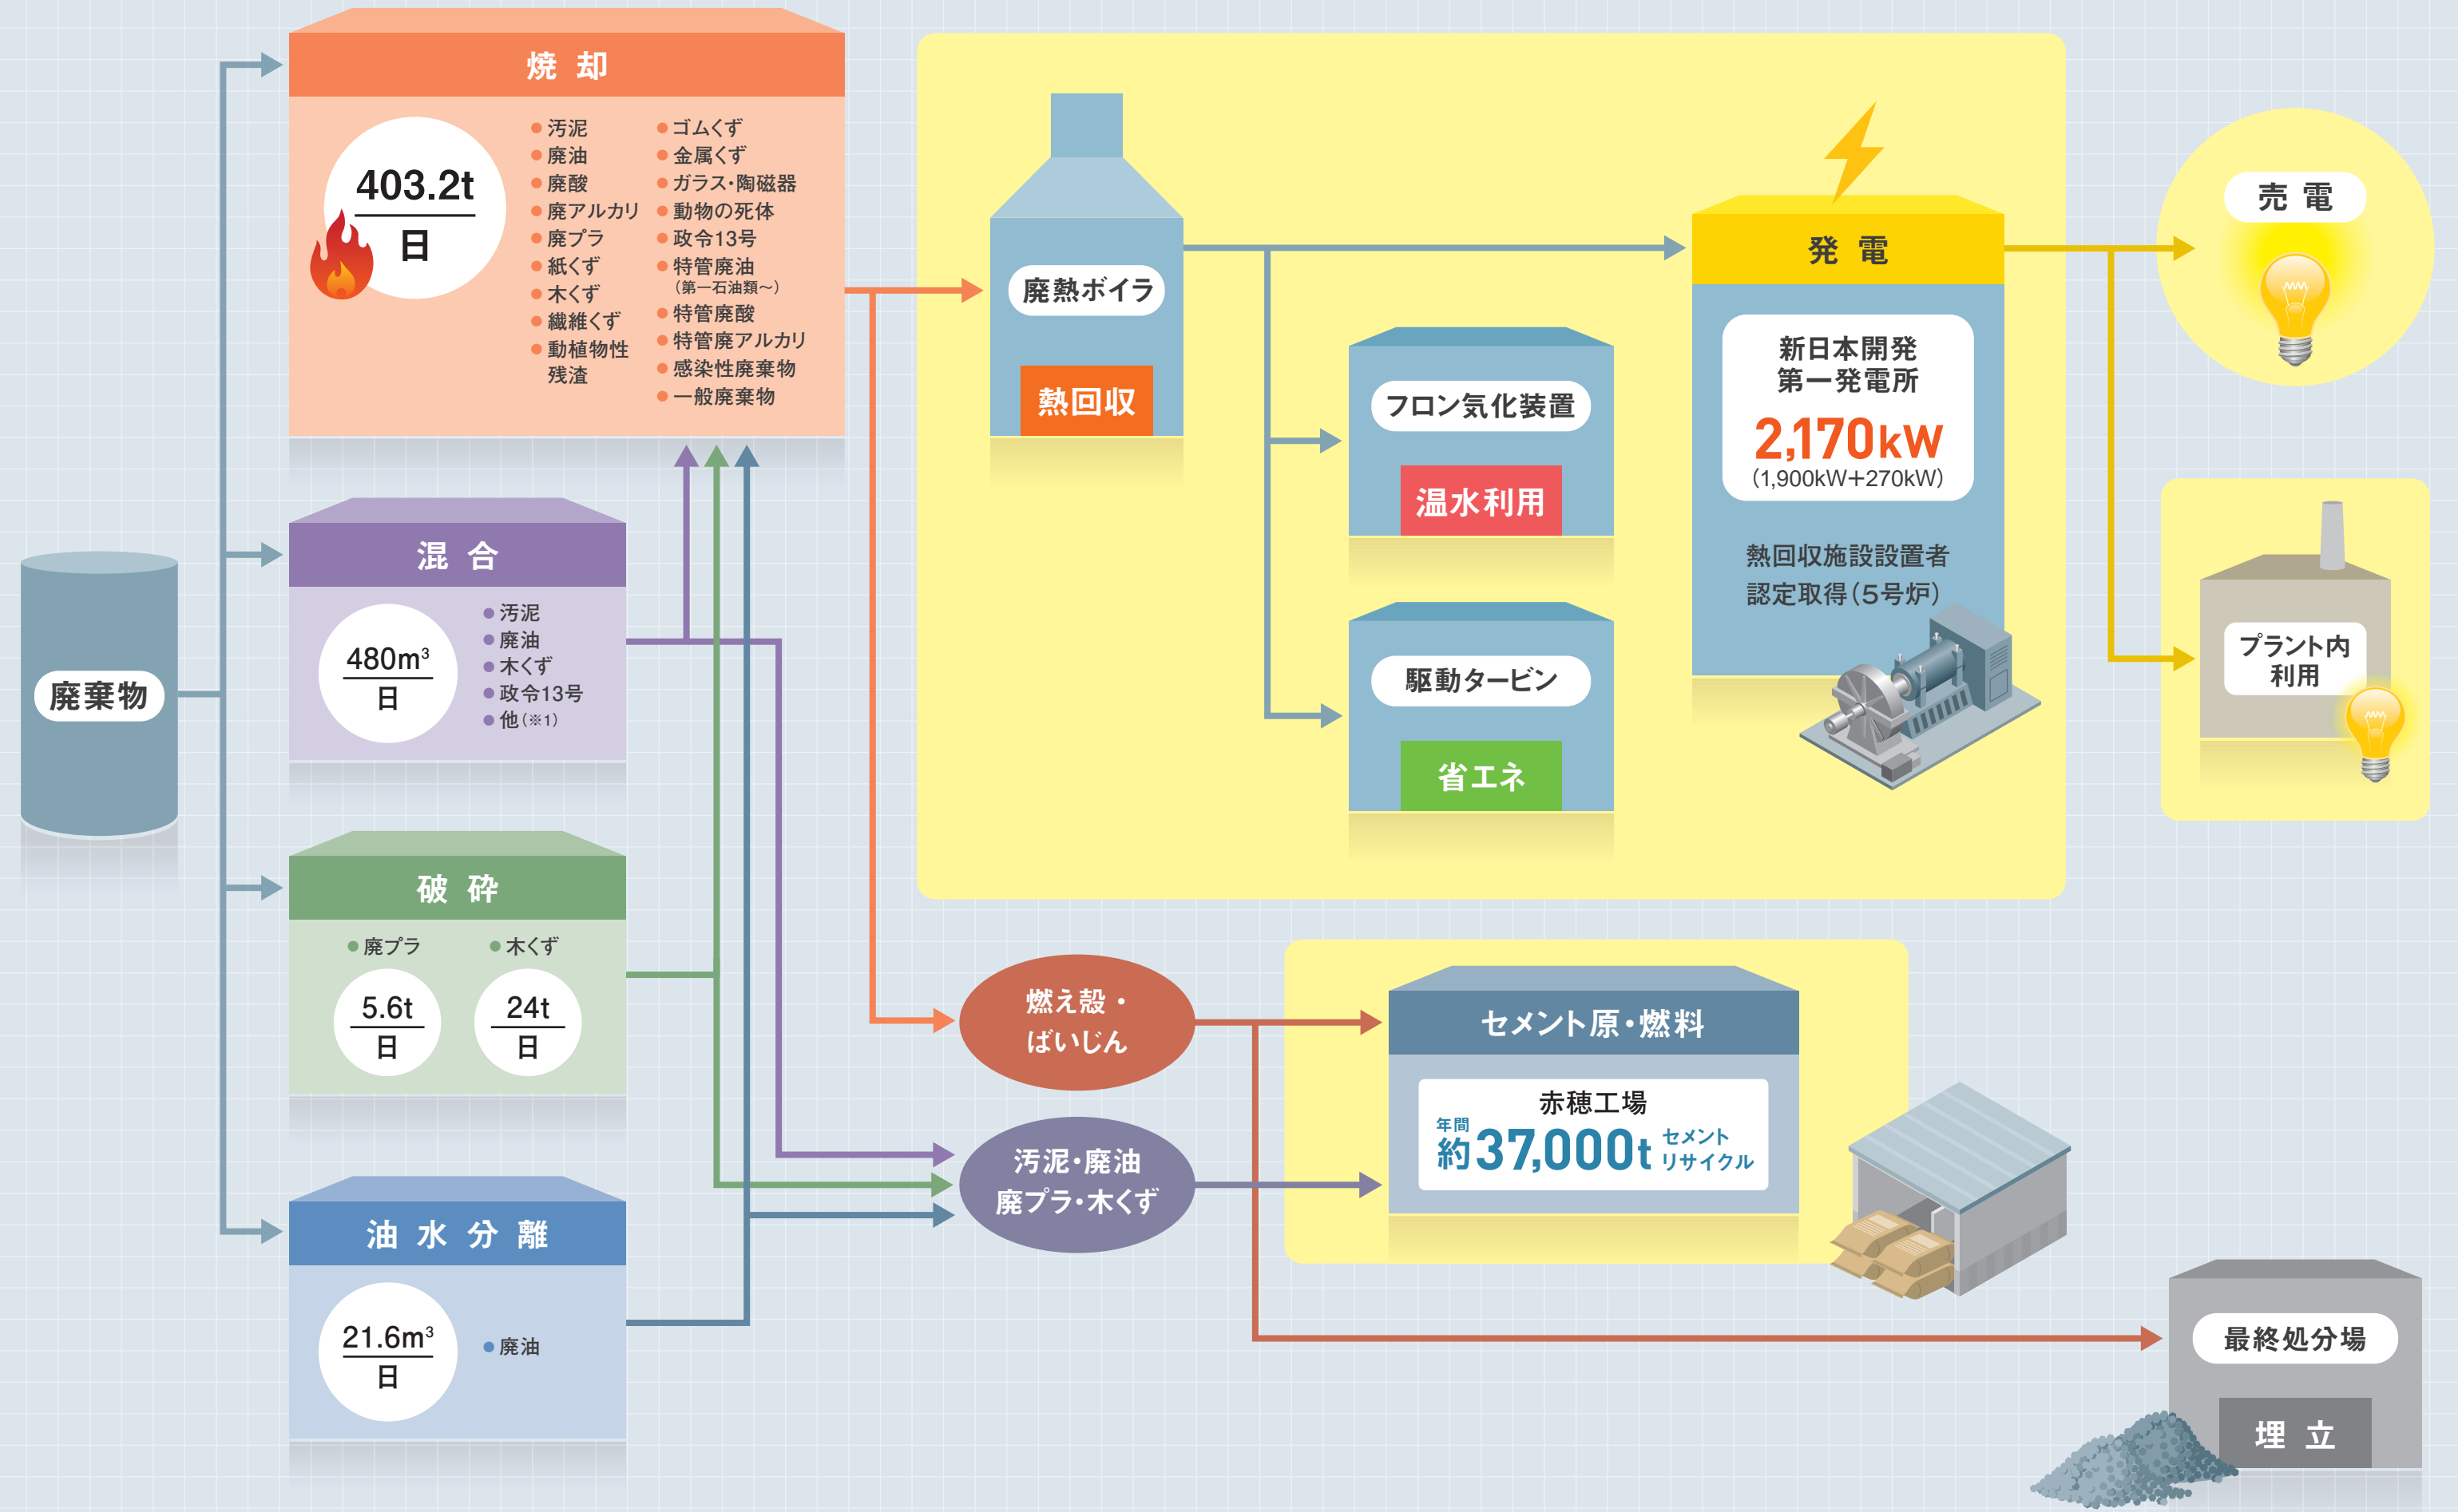 廃棄物
焼却
403.2t
日
汚泥
廃油
廃酸
廃アルカリ
廃プラ
紙くず
木くず
繊維くず
動植物性
残渣
ゴムくず
金属くず
ガラス・陶磁器
動物の死体
政令13号
特管廃油
（第一石油類～）
特管廃酸
特管廃アルカリ
感染性廃棄物
一般廃棄物
混合
480m³
日
汚泥
廃油
木くず
政令13号
他（※1）
破砕
廃プラ
5.6t
日
木くず
24t
日
油水分離
21.6m³
日
廃油
廃熱ボイラ
熱回収
フロン気化装置
温水利用
駆動タービン
省エネ
発電
新日本開発
第一発電所
2,170kW
（1,900kW＋270kW）
熱回収施設設置者
認定取得（5号炉）
売電
プラント内
利用
燃え殻・
ばいじん
汚泥・廃油
廃プラ・木くず
セメント原・燃料
赤穂工場
年間
約37,000t
セメント
リサイクル
最終処分場
埋立